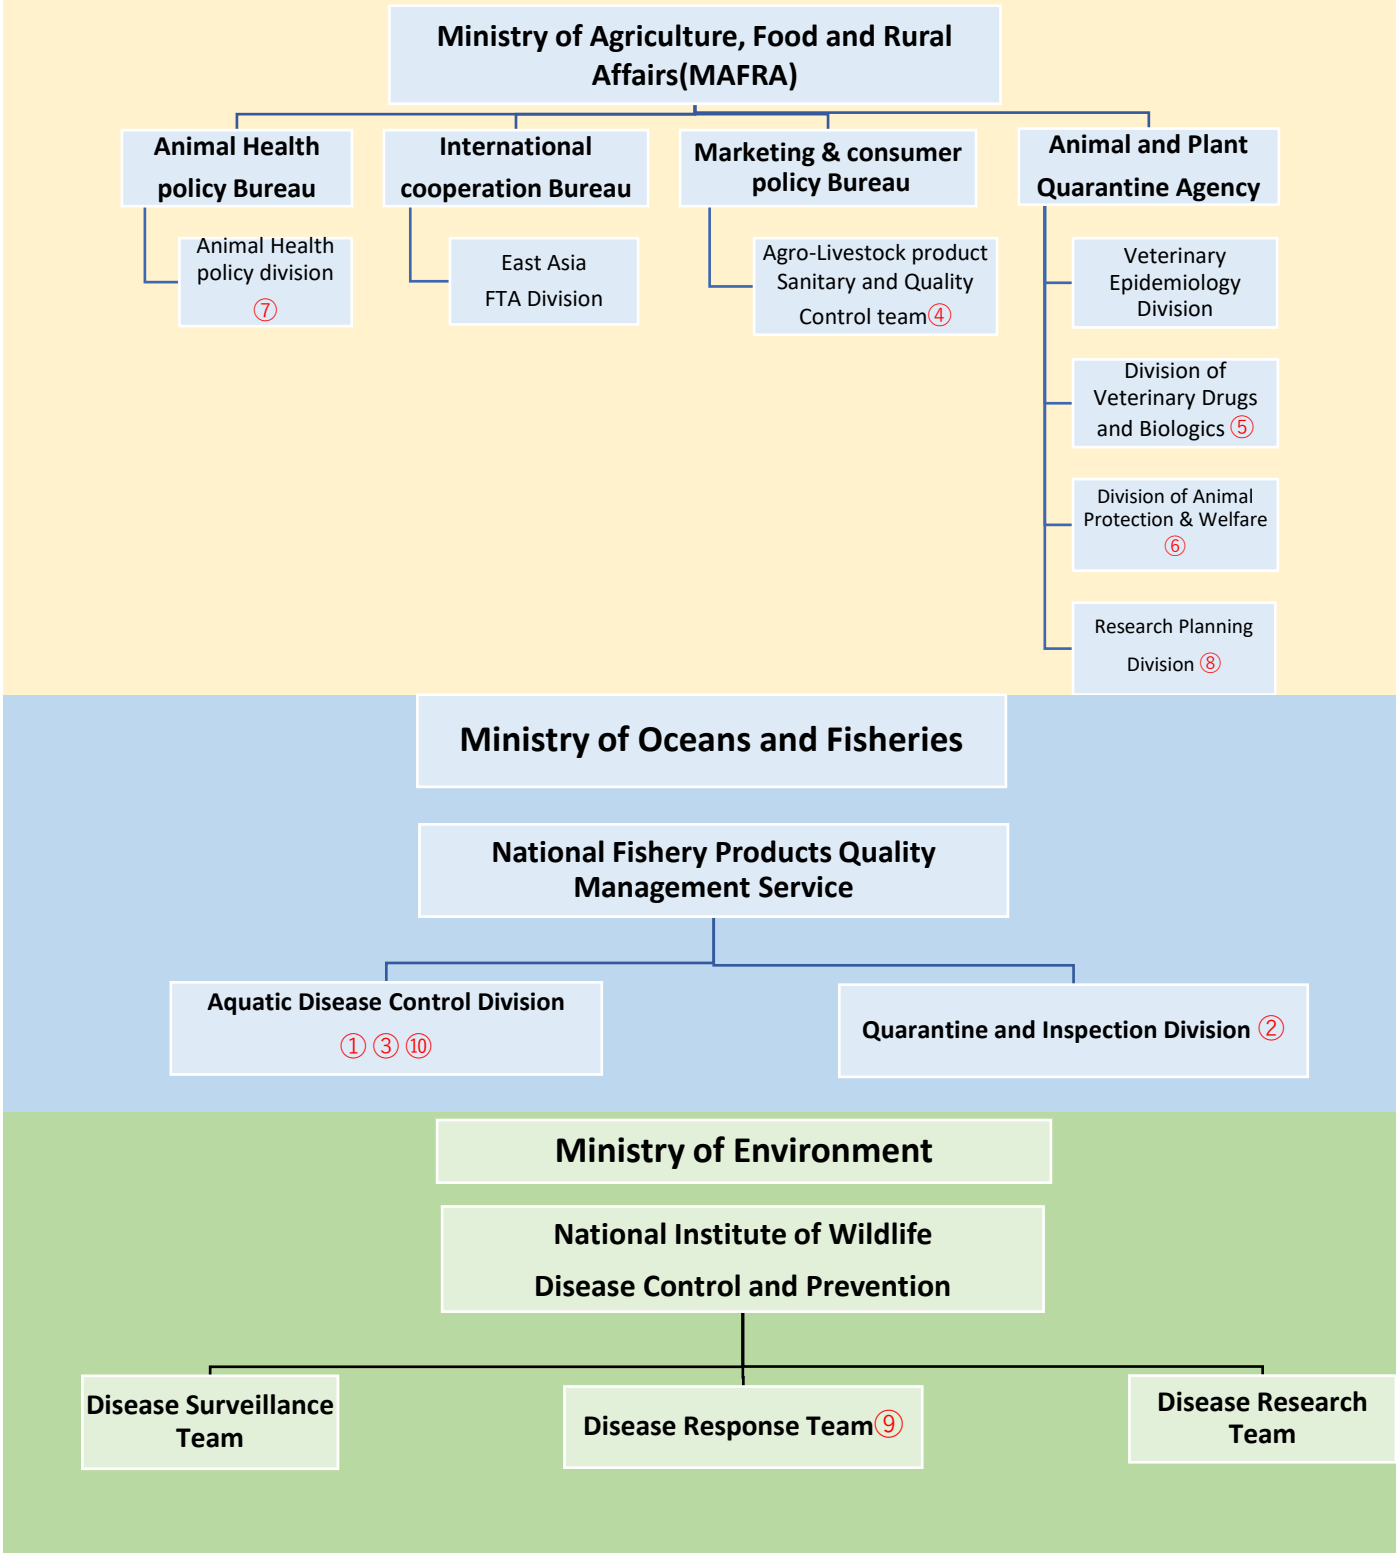 Ministry of Agriculture, Food and Rural
Affairs(MAFRA)
Animal Health
policy Bureau
International
cooperation Bureau
Marketing & consumer
policy Bureau
Animal and Plant
Quarantine Agency
Animal Health
policy division
⑦
East Asia
FTA Division
Agro-Livestock product
Sanitary and Quality
Control team④
Veterinary
Epidemiology
Division
Division of
Veterinary Drugs
and Biologics ⑤
Division of Animal
Protection & Welfare
⑥
Research Planning
Division ⑧
Ministry of Oceans and Fisheries
National Fishery Products Quality
Management Service
Aquatic Disease Control Division
① ③ ⑩
Quarantine and Inspection Division ②
Ministry of Environment
National Institute of Wildlife
Disease Control and Prevention
Disease Surveillance
Team
Disease Response Team⑨
Disease Research
Team